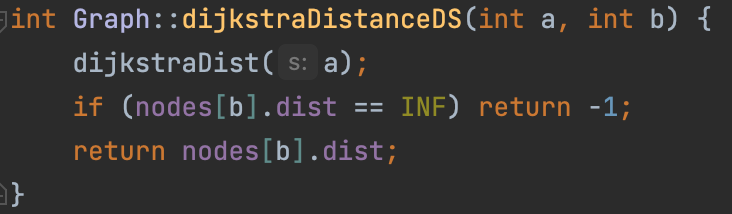 int Graph::dijkstraDistanceDS(int a, int b) {
    dijkstraDist( s: a);
    if (nodes[b].dist == INF) return -1;
    return nodes[b].dist;
}